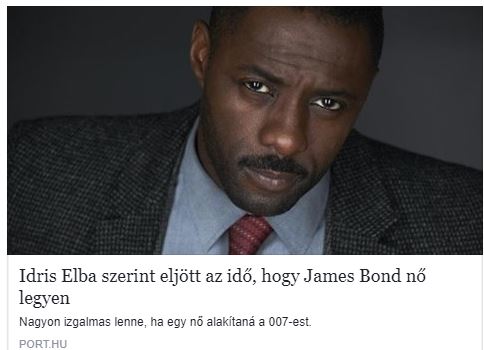 Idris Elba szerint eljött az idő, hogy James Bond nő
legyen
Nagyon izgalmas lenne, ha egy nő alakítaná a 007-est.
PORT.HU